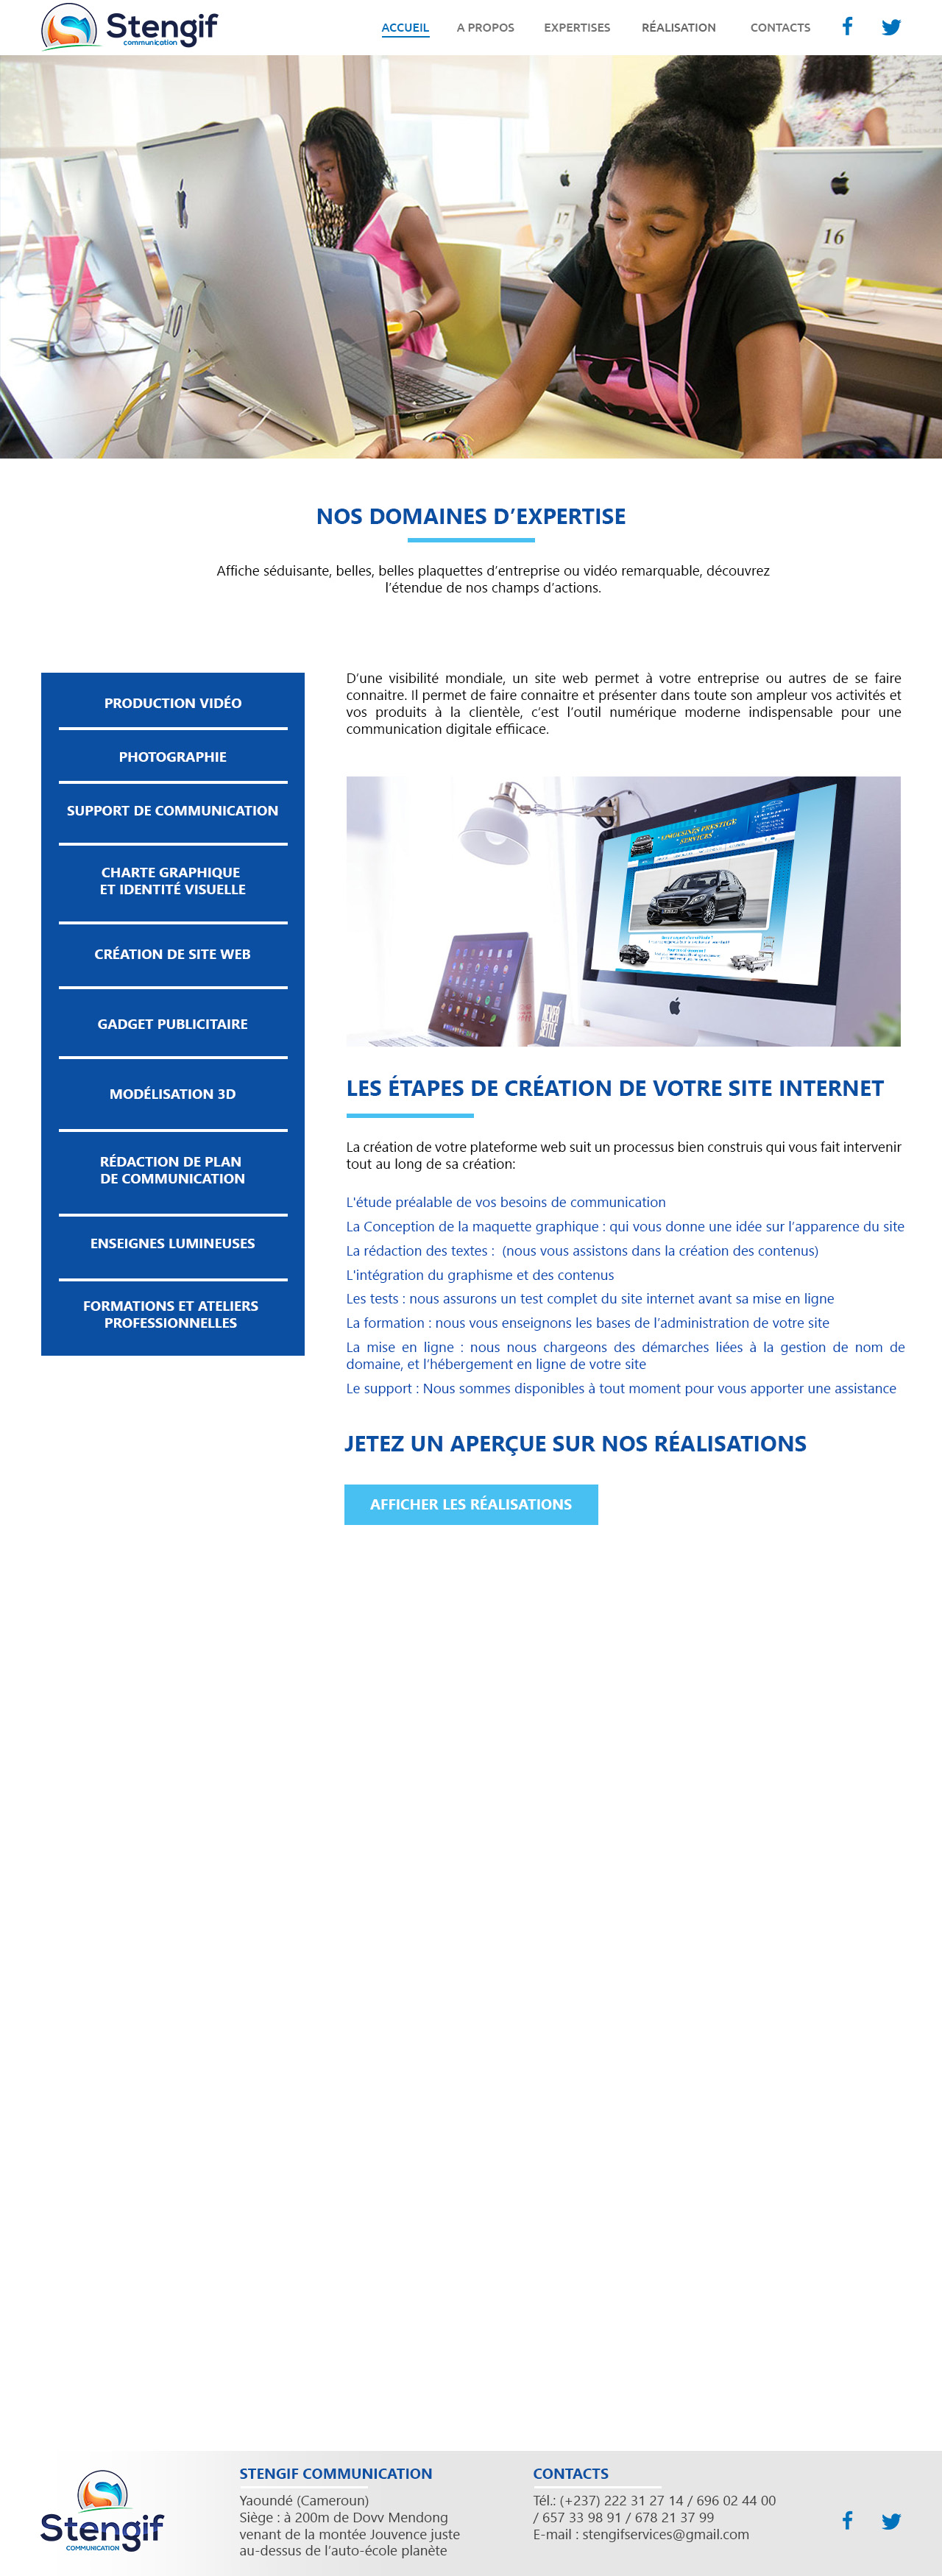 Stengif
communication
ACCUEIL
A PROPOS
EXPERTISES
RÉALISATION
CONTACTS
17
16
10
NOS DOMAINES D’EXPERTISE
Affiche séduisante, belles, belles plaquettes d’entreprise ou vidéo remarquable, découvrez
l’étendue de nos champs d’actions.
PRODUCTION VIDÉO
PHOTOGRAPHIE
SUPPORT DE COMMUNICATION
CHARTE GRAPHIQUE
ET IDENTITÉ VISUELLE
CRÉATION DE SITE WEB
GADGET PUBLICITAIRE
MODÉLISATION 3D
RÉDACTION DE PLAN
DE COMMUNICATION
ENSEIGNES LUMINEUSES
FORMATIONS ET ATELIERS
PROFESSIONNELLES
D’une visibilité mondiale, un site web permet à votre entreprise ou autres de se faire
connaitre. Il permet de faire connaitre et présenter dans toute son ampleur vos activités et
vos produits à la clientèle, c’est l’outil numérique moderne indispensable pour une
communication digitale effiicace.
LIMOUSINES PRESTIGE
SERVICES
NEVER
SETTLE
LES ÉTAPES DE CRÉATION DE VOTRE SITE INTERNET
La création de votre plateforme web suit un processus bien construis qui vous fait intervenir
tout au long de sa création:
L'étude préalable de vos besoins de communication
La Conception de la maquette graphique : qui vous donne une idée sur l’apparence du site
La rédaction des textes :  (nous vous assistons dans la création des contenus)
L'intégration du graphisme et des contenus
Les tests : nous assurons un test complet du site internet avant sa mise en ligne
La formation : nous vous enseignons les bases de l’administration de votre site
La mise en ligne : nous nous chargeons des démarches liées à la gestion de nom de
domaine, et l’hébergement en ligne de votre site
Le support : Nous sommes disponibles à tout moment pour vous apporter une assistance
JETEZ UN APERÇUE SUR NOS RÉALISATIONS
AFFICHER LES RÉALISATIONS
Stengif
COMMUNICATION
STENGIF COMMUNICATION
Yaoundé (Cameroun)
Siège : à 200m de Dovv Mendong
venant de la montée Jouvence juste
au-dessus de l’auto-école planète
CONTACTS
Tél.: (+237) 222 31 27 14 / 696 02 44 00
/ 657 33 98 91 / 678 21 37 99
E-mail : stengifservices@gmail.com